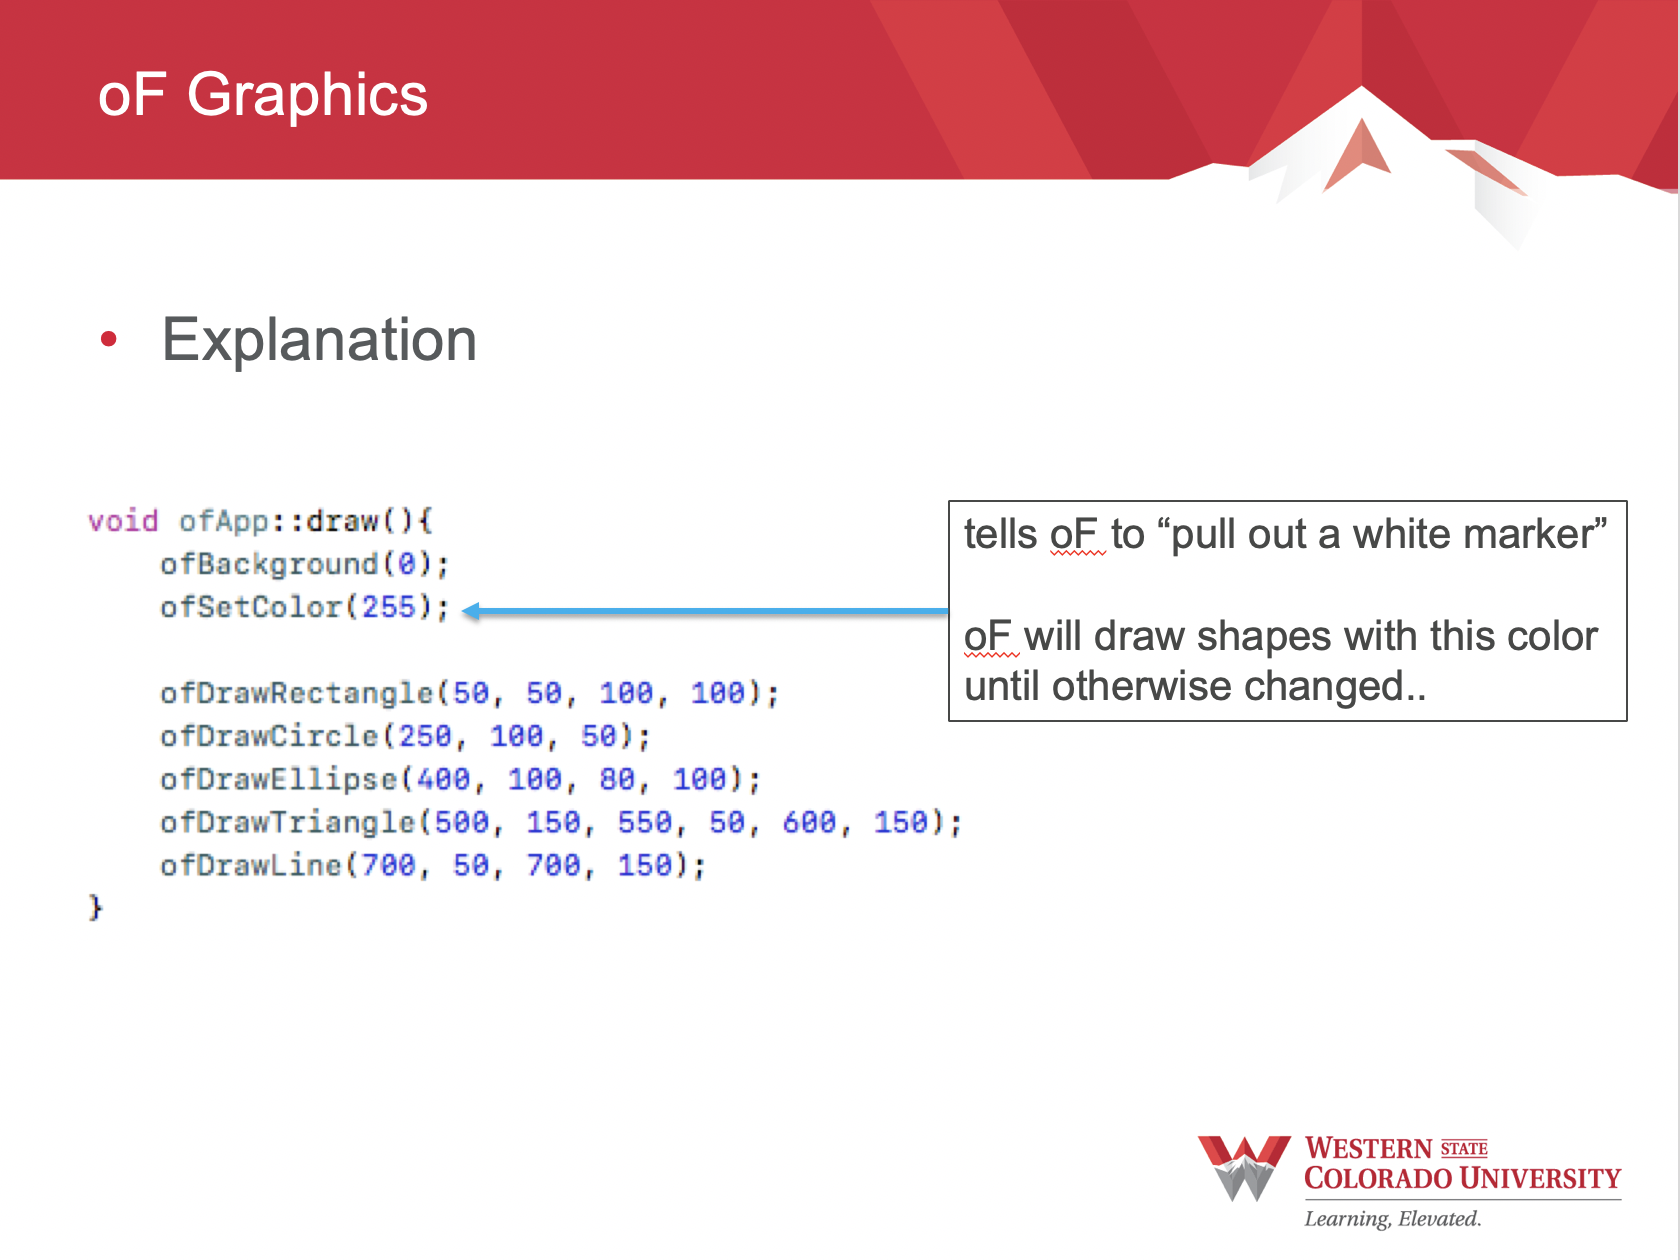 oF Graphics
• Explanation
void ofApp::draw(){
    ofBackground(0);
    ofSetColor(255);
    ofDrawRectangle(50, 50, 100, 100);
    ofDrawCircle(250, 100, 50);
    ofDrawEllipse(400, 100, 80, 100);
    ofDrawTriangle(500, 150, 550, 50, 600, 150);
    ofDrawLine(700, 50, 700, 150);
}
tells oF to “pull out a white marker”
oF will draw shapes with this color
until otherwise changed..
WESTERN STATE
COLORADO UNIVERSITY
Learning, Elevated.